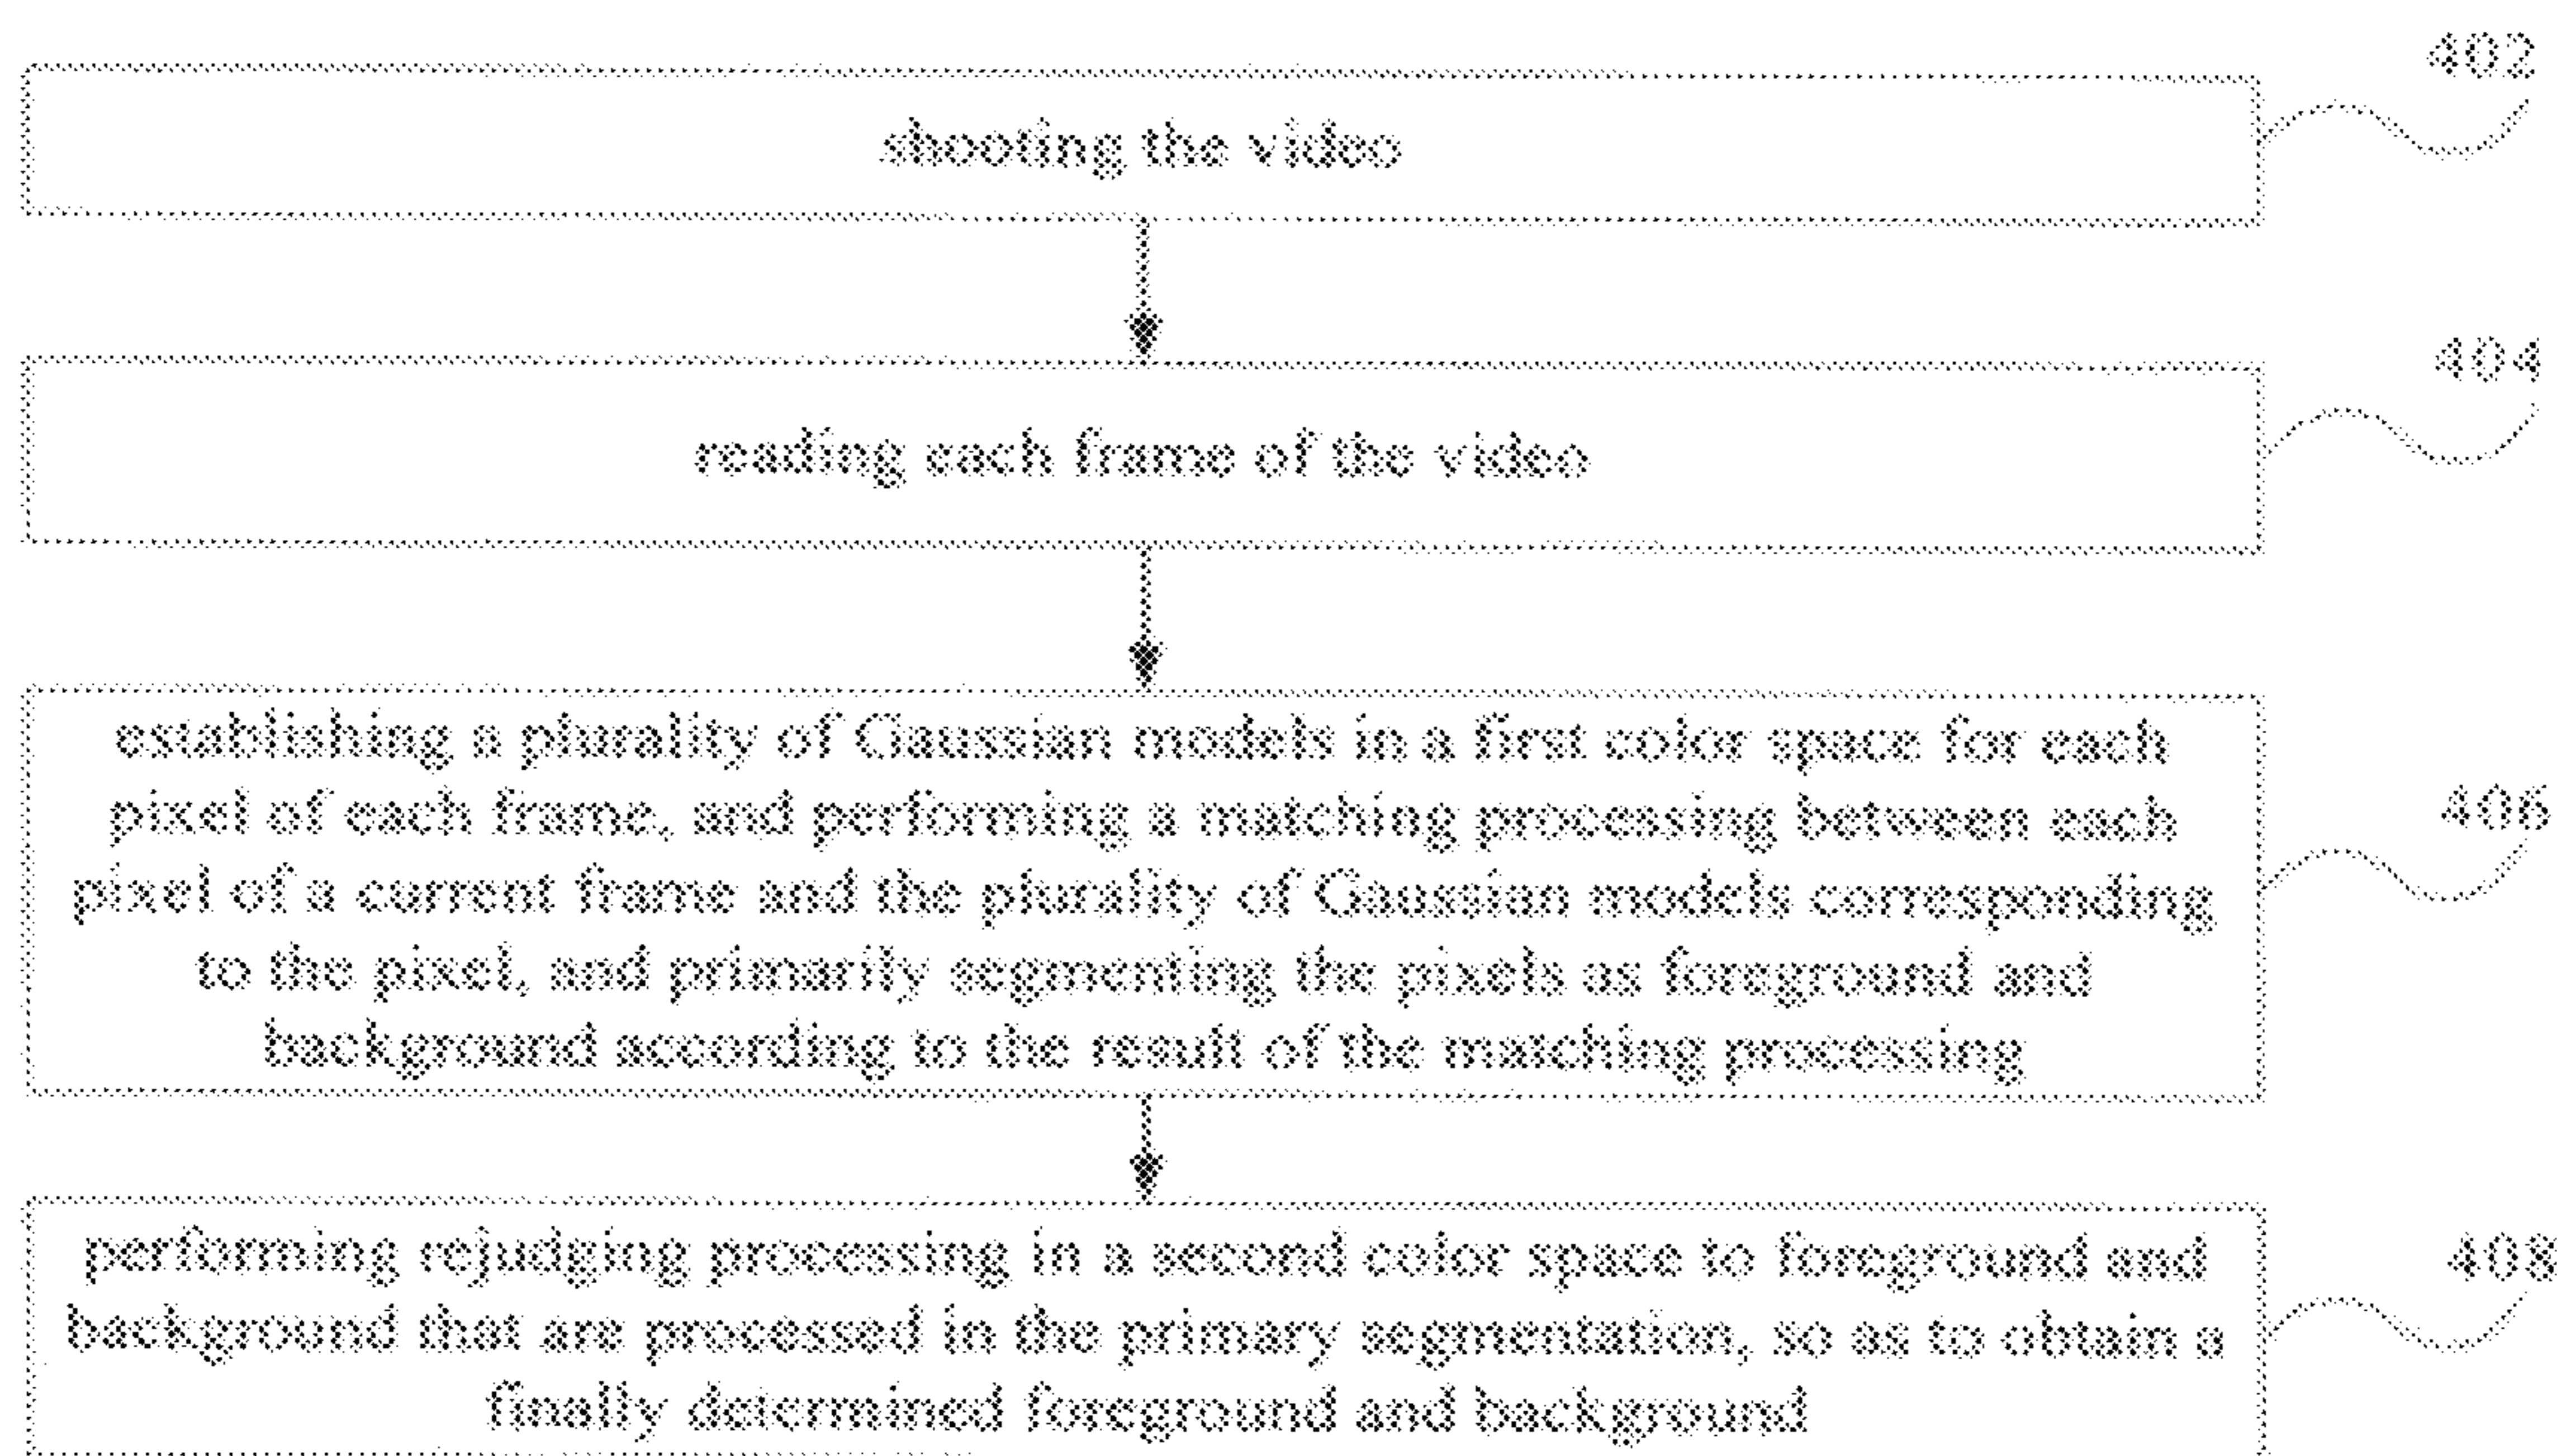 402
shooting the video
404
reading each frame of the video
establishing a plurality of Gaussian models in a first color space for each
pixel of each frame, and performing a matching processing between each
406
pixel of a current frame and the plurality of Gaussian models corresponding
to the pixel, and primarily segmenting the pixels as foreground and
background according to the result of the matching processing
performing rejudging processing in a second color space to foreground and
408
background that are processed in the primary segmentation, so as to obtain a
finally determined foreground and background